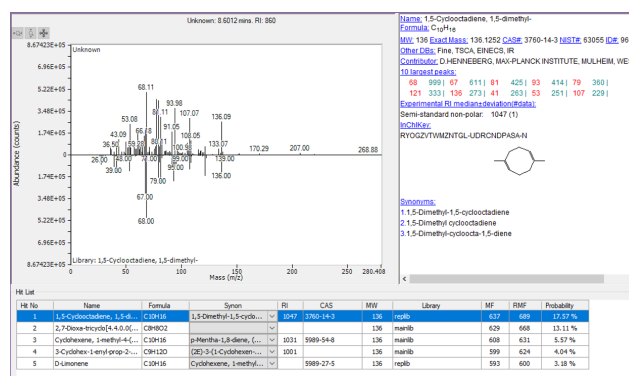 Unknown: 8.6012 mins. RI: 860
8.67423E+05
Unknown
6.96E+05
5.22E+05
3.48E+05
1.74E+05
0
1.74E+05
3.48E+05
5.22E+05
6.96E+05
8.67423E+05
Abundance (counts)
68.11
93.98
107.07
53.08
91.05
136.09
43.09
36.50
133.07
170.29
207.00
268.88
26.00
39.00
48.00
99.00
139.00
79.00
136.00
67.00
68.00
Library: 1,5-Cyclooctadiene, 1,5-dimethyl-
0 50 100 150 200 250 280.408
Mass (m/z)
Name: 1,5-Cyclooctadiene, 1,5-dimethyl-
Formula: C10H16
MW: 136 Exact Mass: 136.1252 CAS#: 3760-14-3 NIST#: 63055 ID#: 96
Other DBs: Fine, TSCA, EINECS, IR
Contributor: D.HENNEBERG, MAX-PLANCK INSTITUTE, MULHEIM, WES
10 largest peaks:
68 999 | 67 611 | 81 425 | 93 414 | 79 360 |
121 333 | 136 273 | 41 263 | 53 251 | 107 229 |
Experimental RI median±deviation(#data):
Semi-standard non-polar: 1047 (1)
InChIKey:
RYOGZVTWMZNTGL-UDRCNDPASA-N
Synonyms:
1.1,5-Dimethyl-1,5-cyclooctadiene
2.1,5-Dimethyl cyclooctadiene
3.1,5-Dimethyl-cycloocta-1,5-diene
Hit List
Hit No Name Formula Synon RI CAS MW Library MF RMF Probability
1 1,5-Cyclooctadiene, 1,5-di... C10H16 1,5-Dimethyl-1,5-cyclo... 1047 3760-14-3 136 replib 637 689 17.57 %
2 2,7-Dioxa-tricyclo[4.4.0.0(... C8H8O2 136 mainlib 629 668 13.11 %
3 Cyclohexene, 1-methyl-4-(... C10H16 p-Mentha-1,8-diene, (... 1031 5989-54-8 136 mainlib 608 631 5.57 %
4 3-Cyclohex-1-enyl-prop-2-... C9H12O (2E)-3-(1-Cyclohexen-... 1001 136 mainlib 599 624 4.04 %
5 D-Limonene C10H16 Cyclohexene, 1-methyl-... 5989-27-5 136 replib 593 600 3.18 %